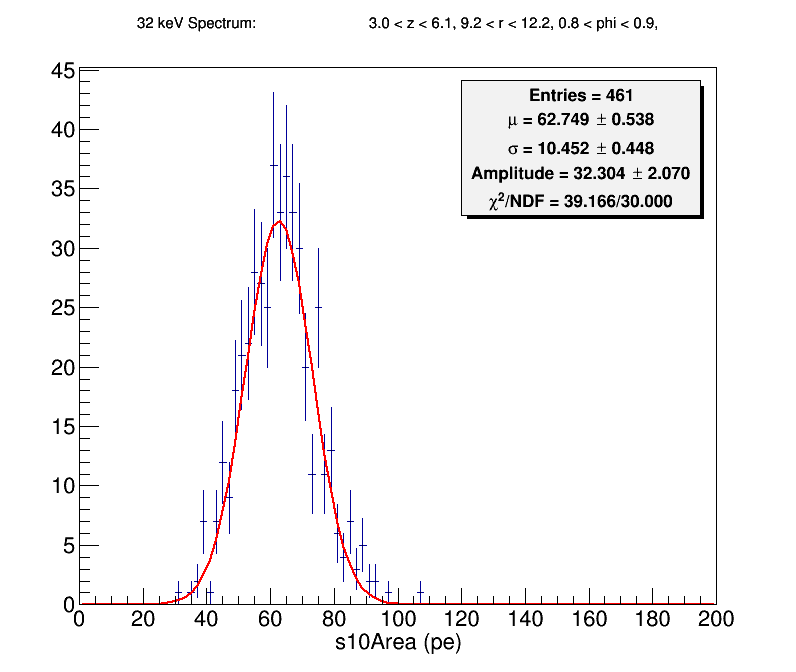 32 keV Spectrum: 3.0 < z < 6.1, 9.2 < r < 12.2, 0.8 < phi < 0.9,
Entries = 461
μ = 62.749 ± 0.538
σ = 10.452 ± 0.448
Amplitude = 32.304 ± 2.070
χ²/NDF = 39.166/30.000
45
40
35
30
25
20
15
10
5
0
0 20 40 60 80 100 120 140 160 180 200
s10Area (pe)